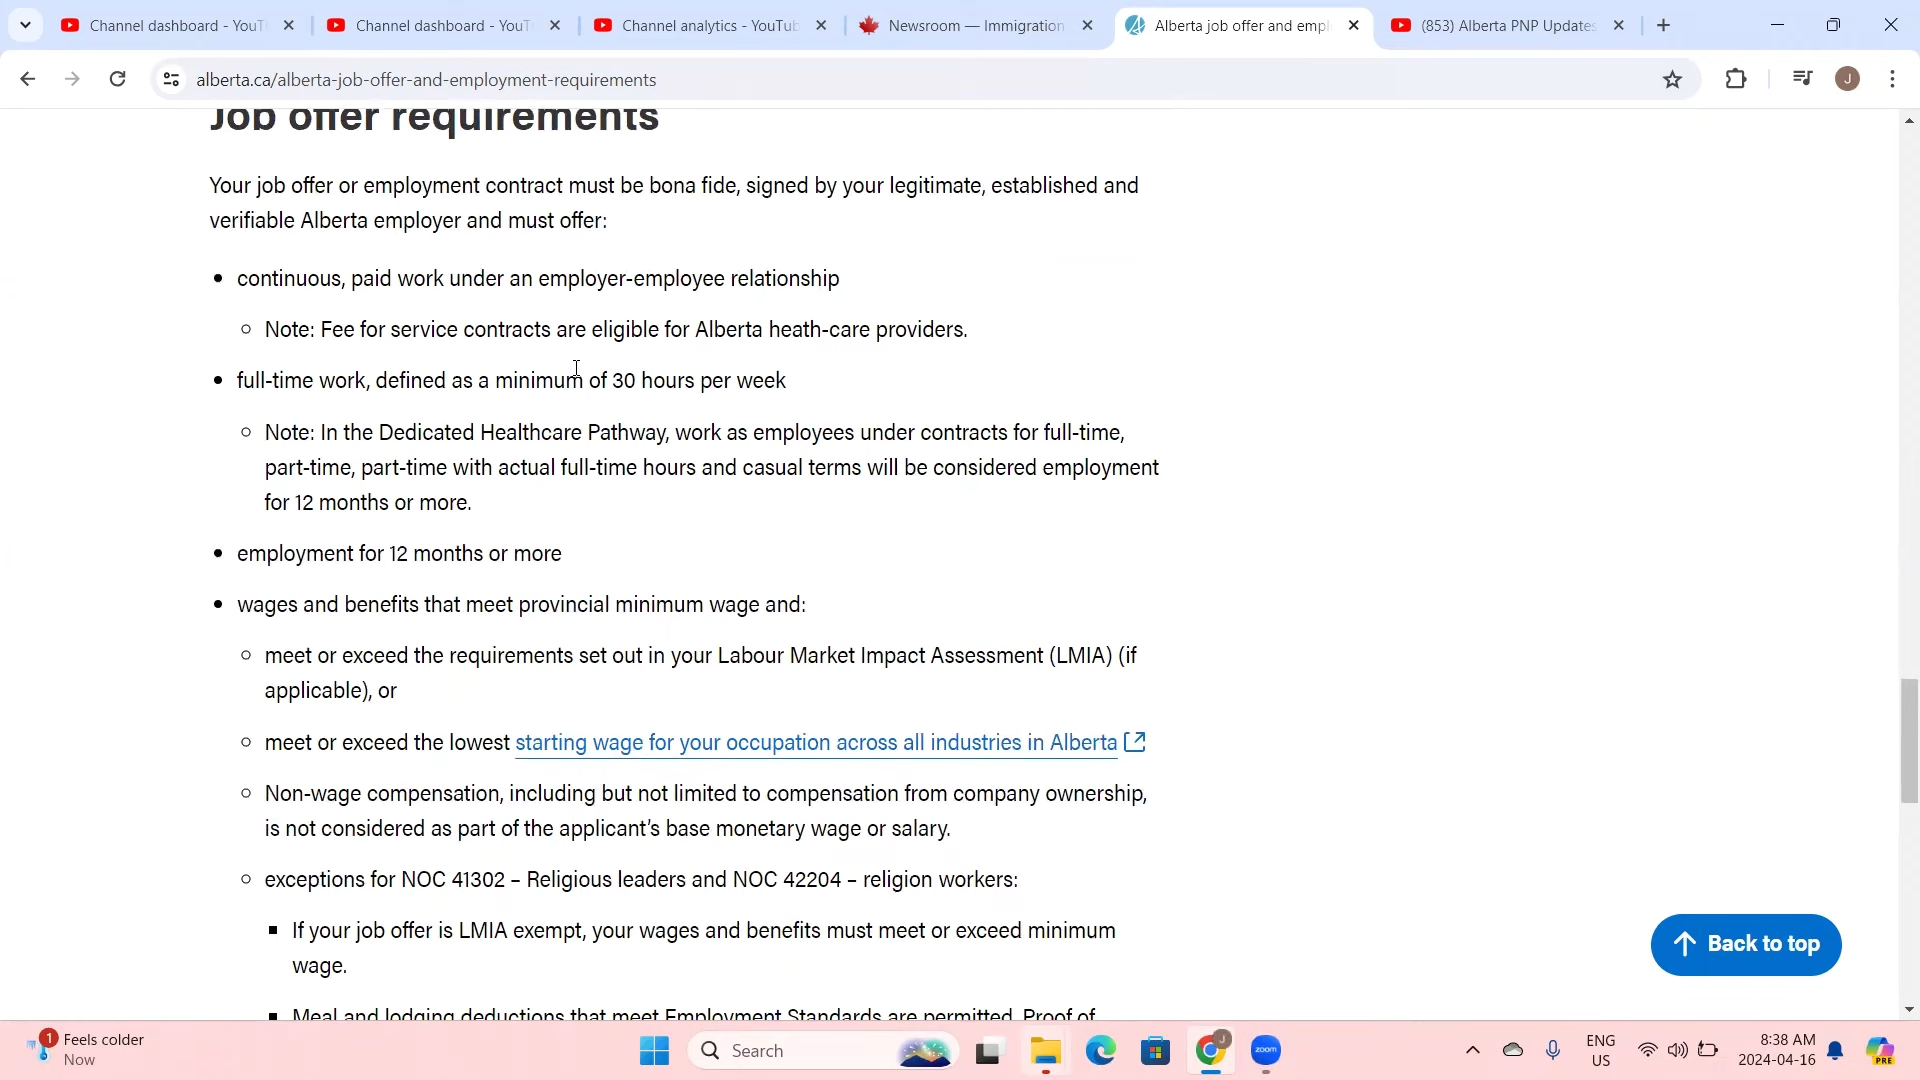 Channel dashboard - YouT
Channel dashboard - YouT
Channel analytics - YouTub
Newsroom — Immigration
Alberta job offer and empl
(853) Alberta PNP Updates
alberta.ca/alberta-job-offer-and-employment-requirements
J
Job offer requirements
Your job offer or employment contract must be bona fide, signed by your legitimate, established and
verifiable Alberta employer and must offer:
continuous, paid work under an employer-employee relationship
Note: Fee for service contracts are eligible for Alberta heath-care providers.
full-time work, defined as a minimum of 30 hours per week
Note: In the Dedicated Healthcare Pathway, work as employees under contracts for full-time,
part-time, part-time with actual full-time hours and casual terms will be considered employment
for 12 months or more.
employment for 12 months or more
wages and benefits that meet provincial minimum wage and:
meet or exceed the requirements set out in your Labour Market Impact Assessment (LMIA) (if
applicable), or
meet or exceed the lowest starting wage for your occupation across all industries in Alberta
Non-wage compensation, including but not limited to compensation from company ownership,
is not considered as part of the applicant's base monetary wage or salary.
exceptions for NOC 41302 – Religious leaders and NOC 42204 – religion workers:
If your job offer is LMIA exempt, your wages and benefits must meet or exceed minimum
wage.
Meal and lodging deductions that meet Employment Standards are permitted. Proof of
Back to top
1
Feels colder
Now
Search
J
zoom
ENG
US
8:38 AM
2024-04-16
PRE